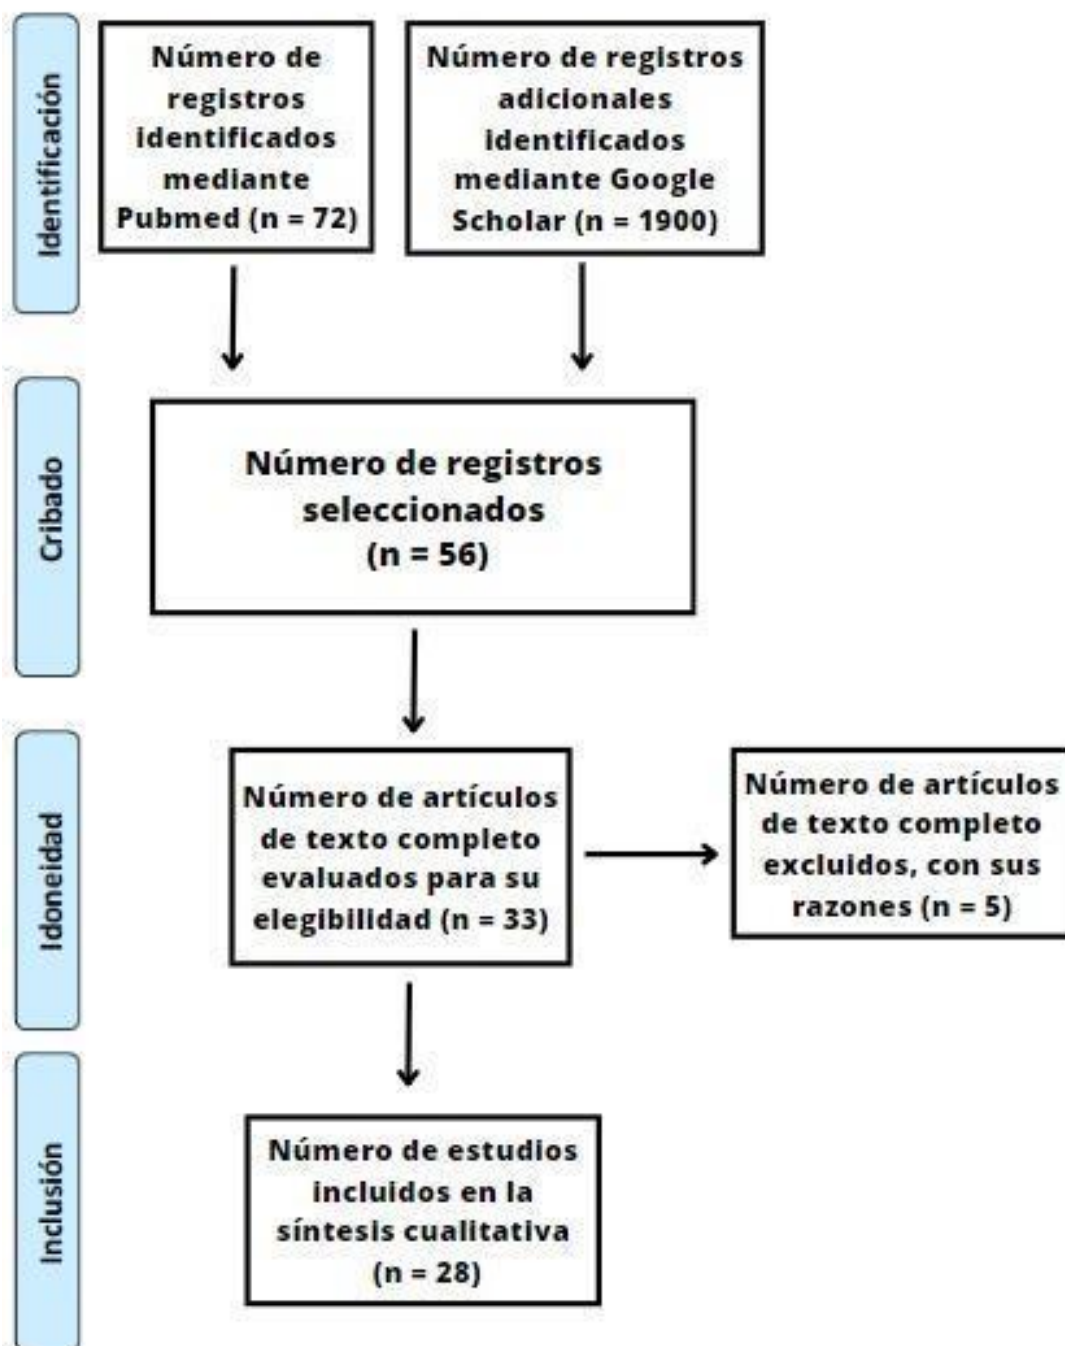 Identificación
Número de
registros
identificados
mediante
Pubmed (n = 72)
Número de registros
adicionales
identificados
mediante Google
Scholar (n = 1900)
Cribado
Número de registros
seleccionados
(n = 56)
Idoneidad
Número de artículos
de texto completo
evaluados para su
elegibilidad (n = 33)
Número de artículos
de texto completo
excluidos, con sus
razones (n = 5)
Inclusión
Número de estudios
incluidos en la
síntesis cualitativa
(n = 28)